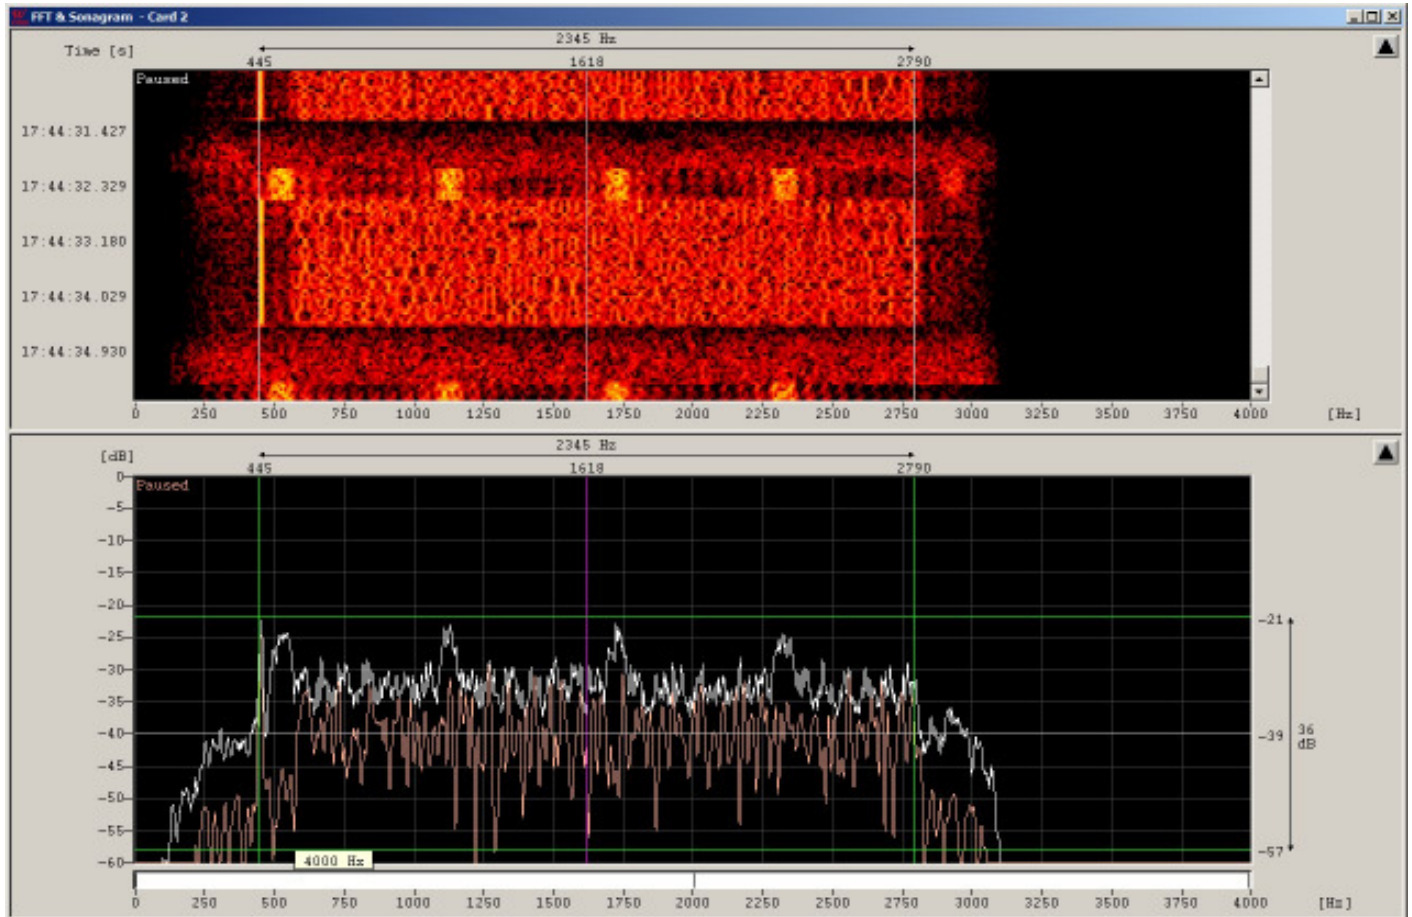 FFT & Sonagram - Card 2
2345 Hz
Time [s]
445 1618 2790
Paused
17:44:31.427
17:44:32.329
17:44:33.180
17:44:34.029
17:44:34.930
0 250 500 750 1000 1250 1500 1750 2000 2250 2500 2750 3000 3250 3500 3750 4000 [Hz]
2345 Hz
[dB]
445 1618 2790
0
Paused
-5
-10
-15
-20
-21
-25
-30
-35
-40
-39
36
dB
-45
-50
-55
-57
-60
4000 Hz
0 250 500 750 1000 1250 1500 1750 2000 2250 2500 2750 3000 3250 3500 3750 4000 [Hz]